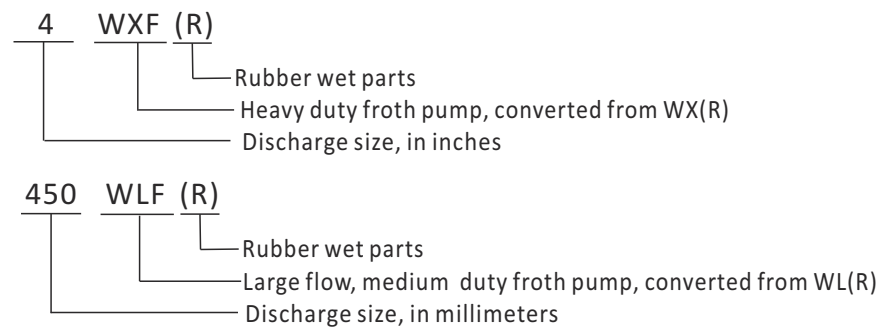 4 WXF (R)
Rubber wet parts
Heavy duty froth pump, converted from WX(R)
Discharge size, in inches
450 WLF (R)
Rubber wet parts
Large flow, medium duty froth pump, converted from WL(R)
Discharge size, in millimeters